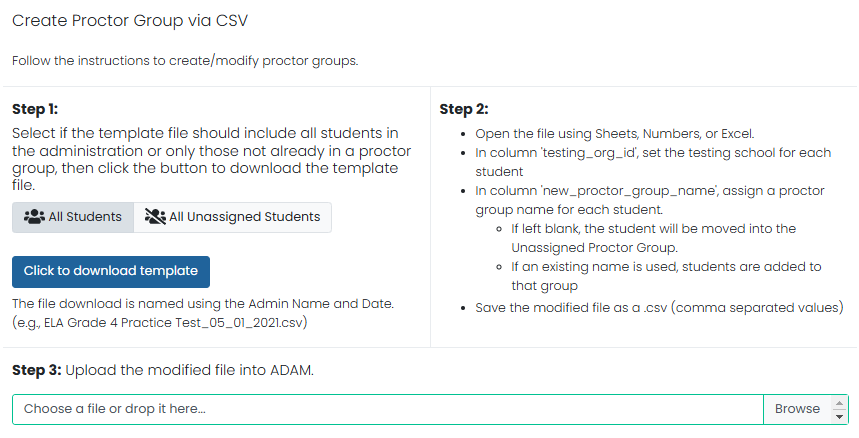 Create Proctor Group via CSV
Follow the instructions to create/modify proctor groups.
Step 1:
Select if the template file should include all students in
the administration or only those not already in a proctor
group, then click the button to download the template
file.
All Students
All Unassigned Students
Click to download template
The file download is named using the Admin Name and Date.
(e.g., ELA Grade 4 Practice Test_05_01_2021.csv)
Step 2:
Open the file using Sheets, Numbers, or Excel.
In column 'testing_org_id', set the testing school for each
student
In column 'new_proctor_group_name', assign a proctor
group name for each student.
If left blank, the student will be moved into the
Unassigned Proctor Group.
If an existing name is used, students are added to
that group
Save the modified file as a .csv (comma separated values)
Step 3: Upload the modified file into ADAM.
Choose a file or drop it here...
Browse